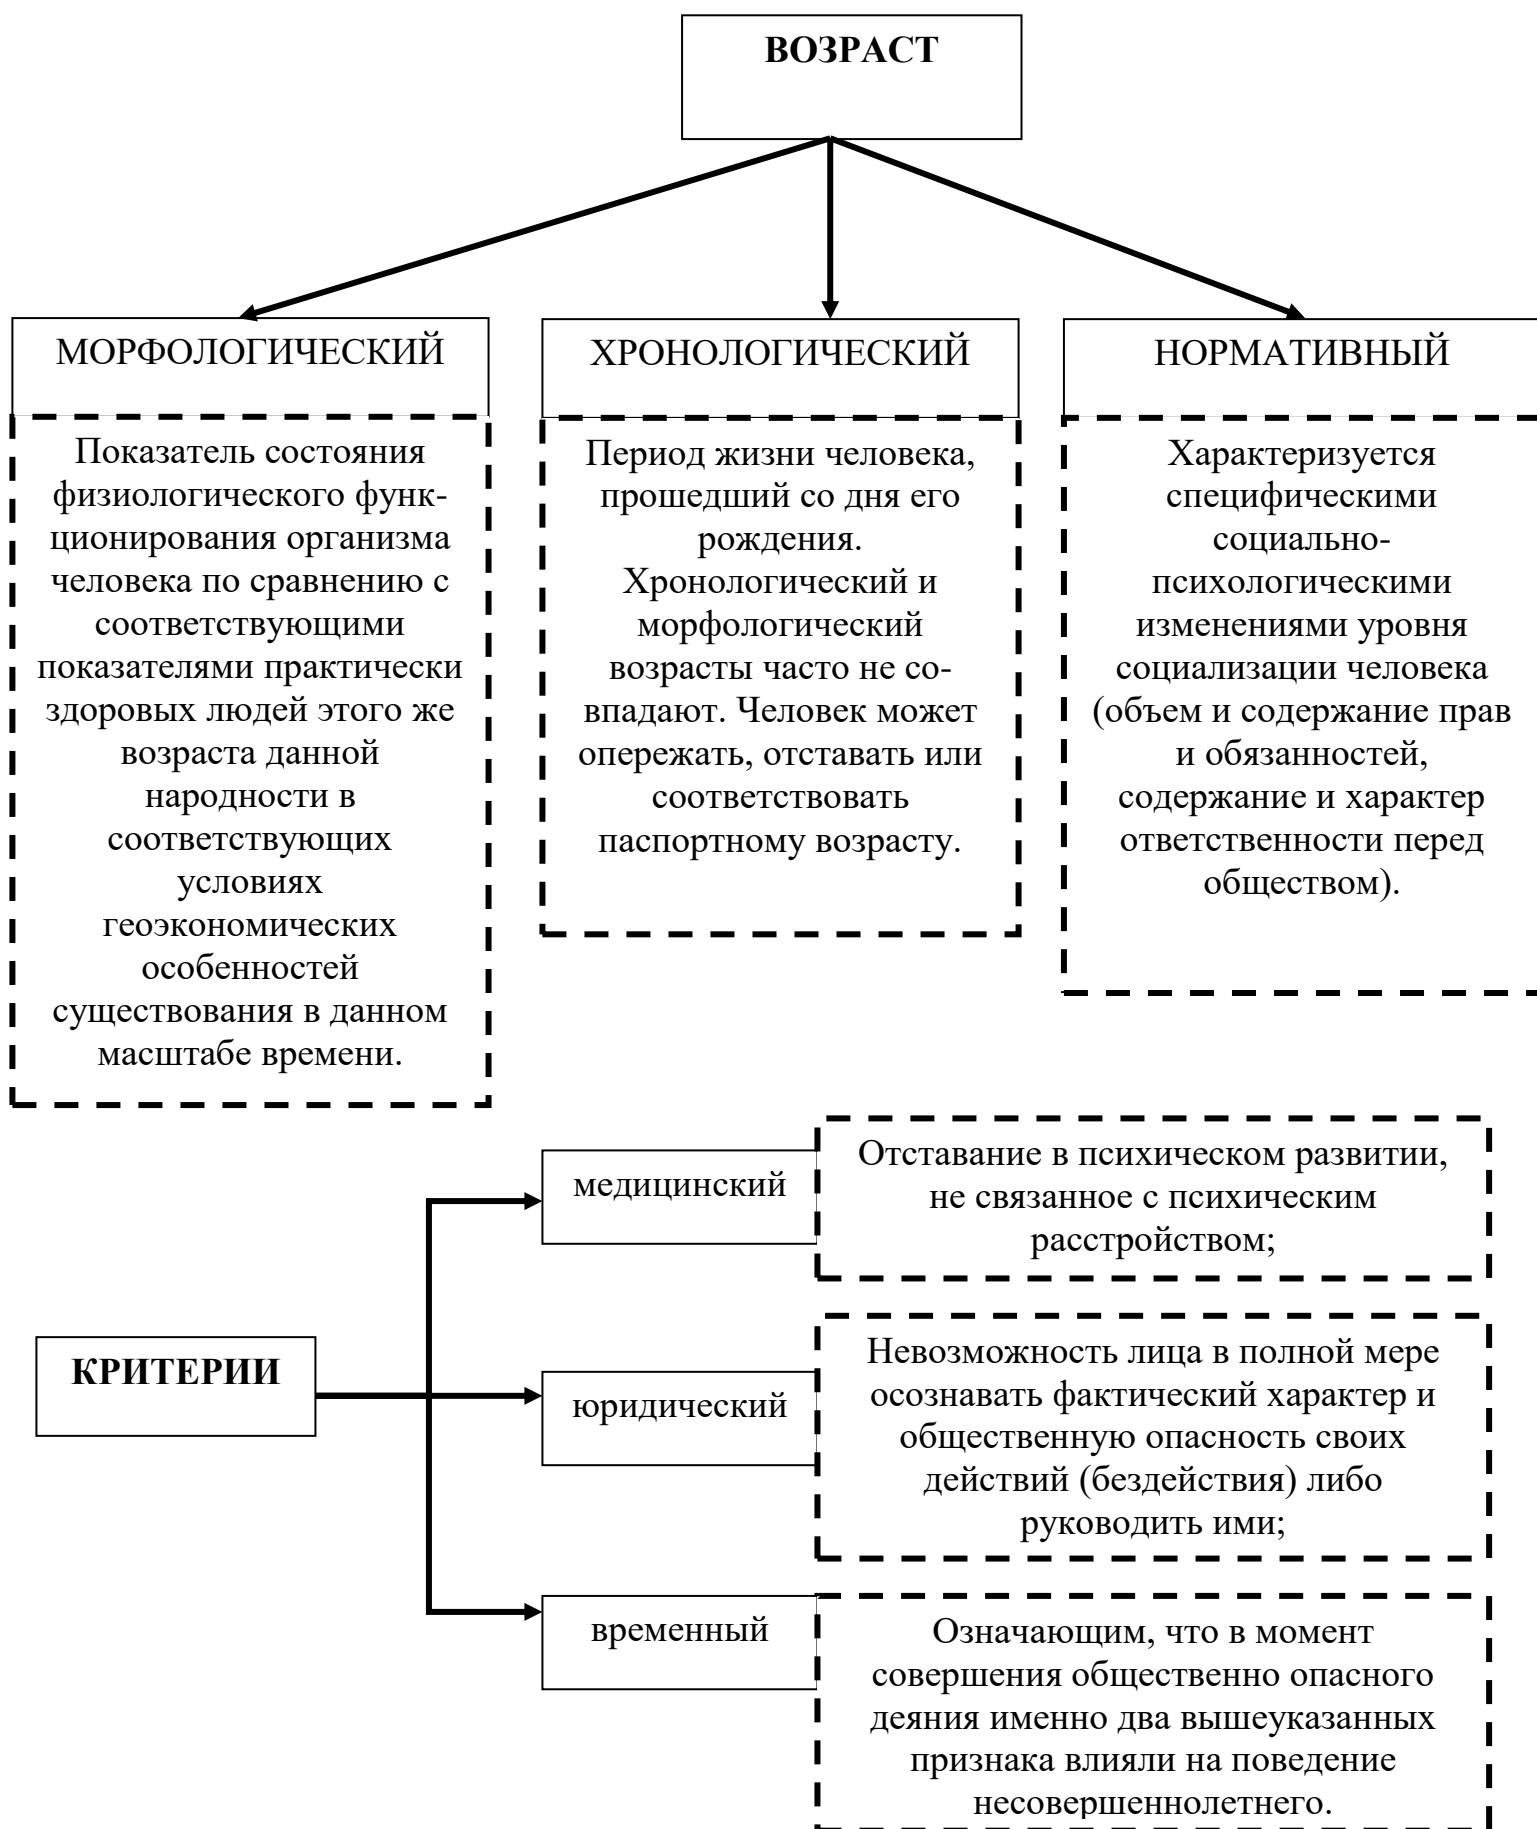 ВОЗРАСТ
МОРФОЛОГИЧЕСКИЙ
Показатель состояния
физиологического функ-
ционирования организма
человека по сравнению с
соответствующими
показателями практически
здоровых людей этого же
возраста данной
народности в
соответствующих
условиях
геоэкономических
особенностей
существования в данном
масштабе времени.
ХРОНОЛОГИЧЕСКИЙ
Период жизни человека,
прошедший со дня его
рождения.
Хронологический и
морфологический
возрасты часто не со-
впадают. Человек может
опережать, отставать или
соответствовать
паспортному возрасту.
НОРМАТИВНЫЙ
Характеризуется
специфическими
социально-
психологическими
изменениями уровня
социализации человека
(объем и содержание прав
и обязанностей,
содержание и характер
ответственности перед
обществом).
КРИТЕРИИ
медицинский
Отставание в психическом развитии,
не связанное с психическим
расстройством;
юридический
Невозможность лица в полной мере
осознавать фактический характер и
общественную опасность своих
действий (бездействия) либо
руководить ими;
временный
Означающим, что в момент
совершения общественно опасного
деяния именно два вышеуказанных
признака влияли на поведение
несовершеннолетнего.